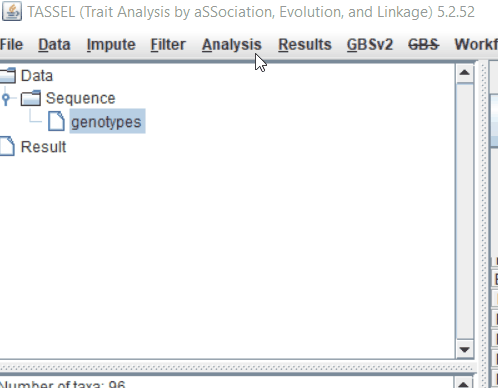 TASSEL (Trait Analysis by aSSociation, Evolution, and Linkage) 5.2.52
File Data Impute Filter Analysis Results GBSv2 GBS Workf
Data
Sequence
genotypes
Result
Number of taxa: 96